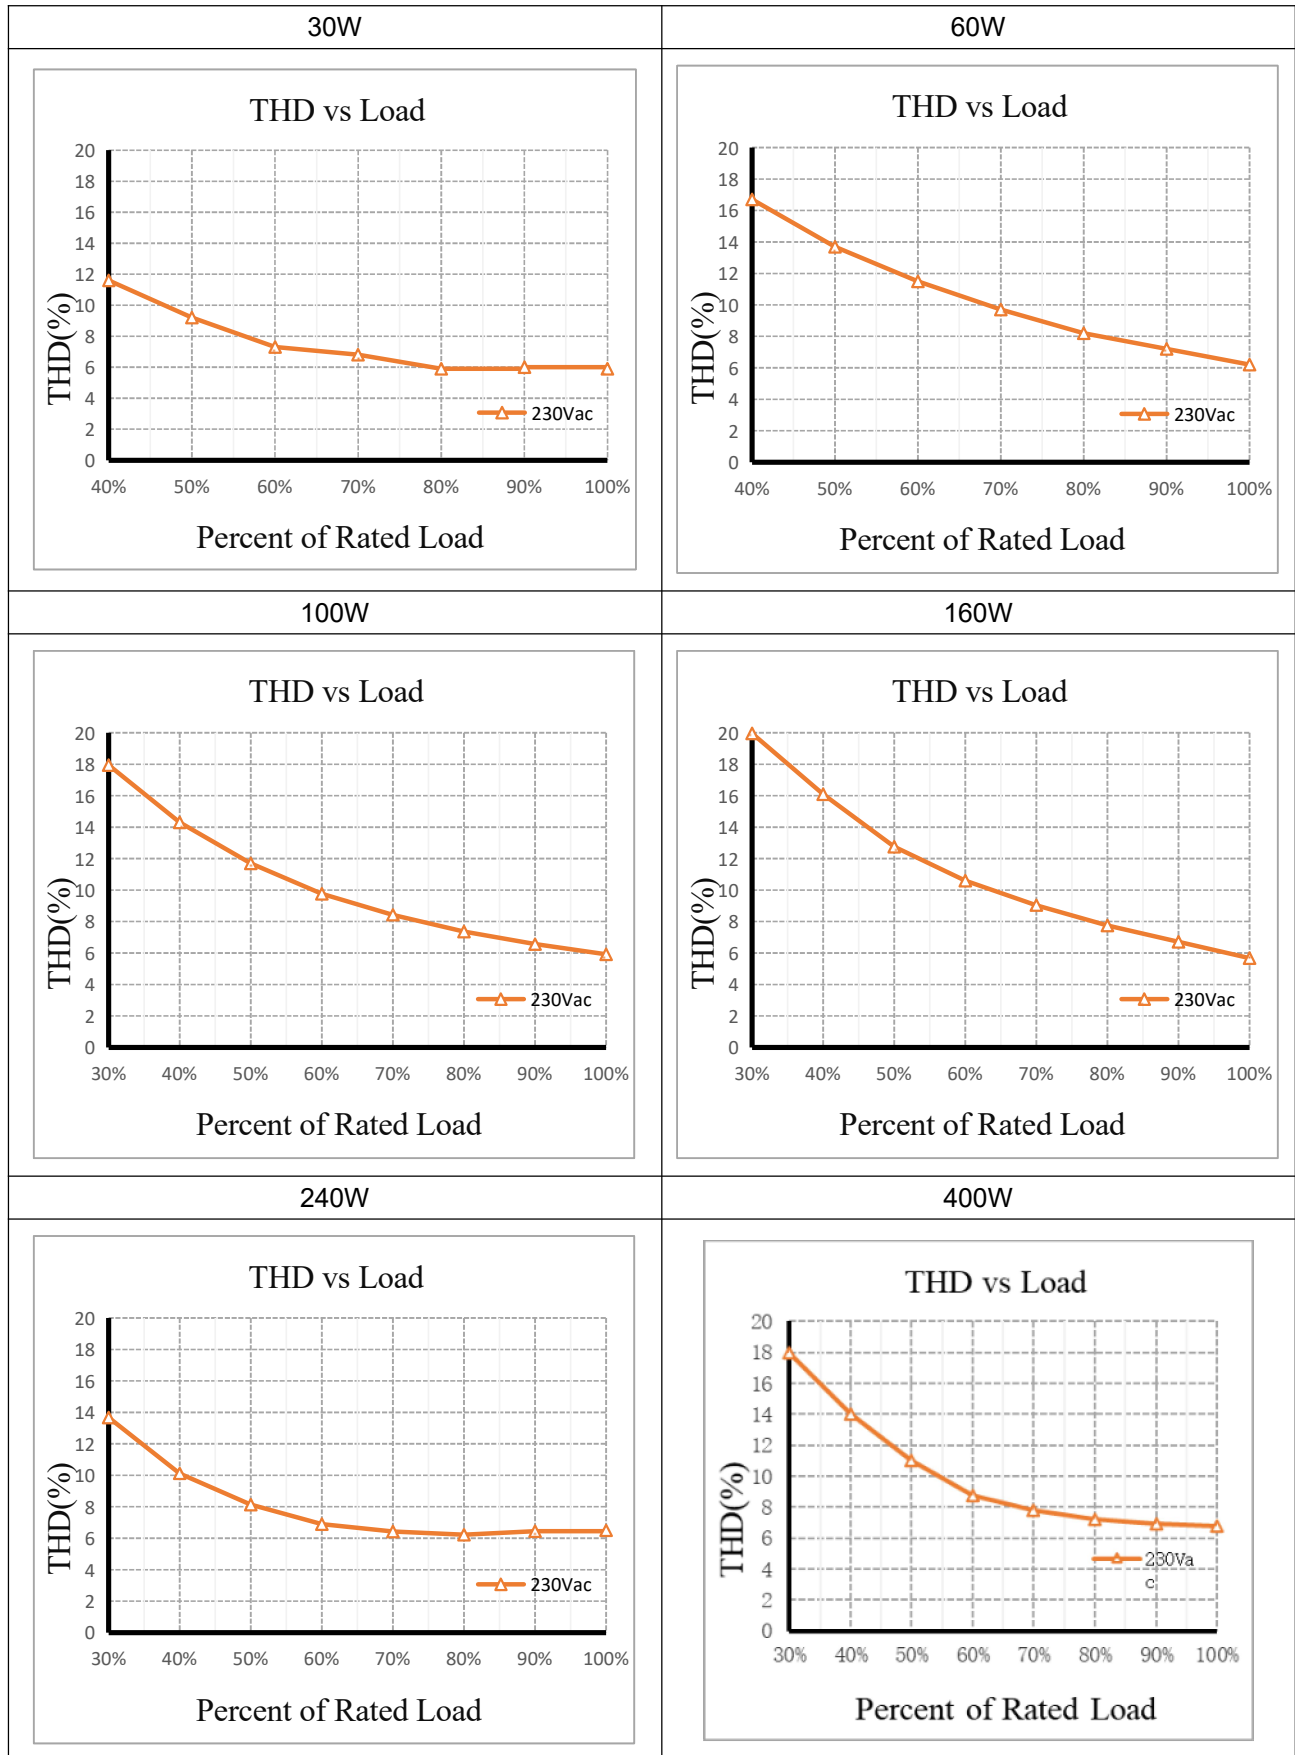 30W
60W
THD vs Load
20
18
16
14
12
10
8
6
4
2
0
THD(%)
230Vac
40% 50% 60% 70% 80% 90% 100%
Percent of Rated Load
THD vs Load
20
18
16
14
12
10
8
6
4
2
0
THD(%)
230Vac
40% 50% 60% 70% 80% 90% 100%
Percent of Rated Load
100W
160W
THD vs Load
20
18
16
14
12
10
8
6
4
2
0
THD(%)
230Vac
30% 40% 50% 60% 70% 80% 90% 100%
Percent of Rated Load
THD vs Load
20
18
16
14
12
10
8
6
4
2
0
THD(%)
230Vac
30% 40% 50% 60% 70% 80% 90% 100%
Percent of Rated Load
240W
400W
THD vs Load
20
18
16
14
12
10
8
6
4
2
0
THD(%)
230Vac
30% 40% 50% 60% 70% 80% 90% 100%
Percent of Rated Load
THD vs Load
20
18
16
14
12
11
10
8
6
4
2
0
THD(%)
230Va
c
30% 40% 50% 60% 70% 80% 90% 100%
Percent of Rated Load